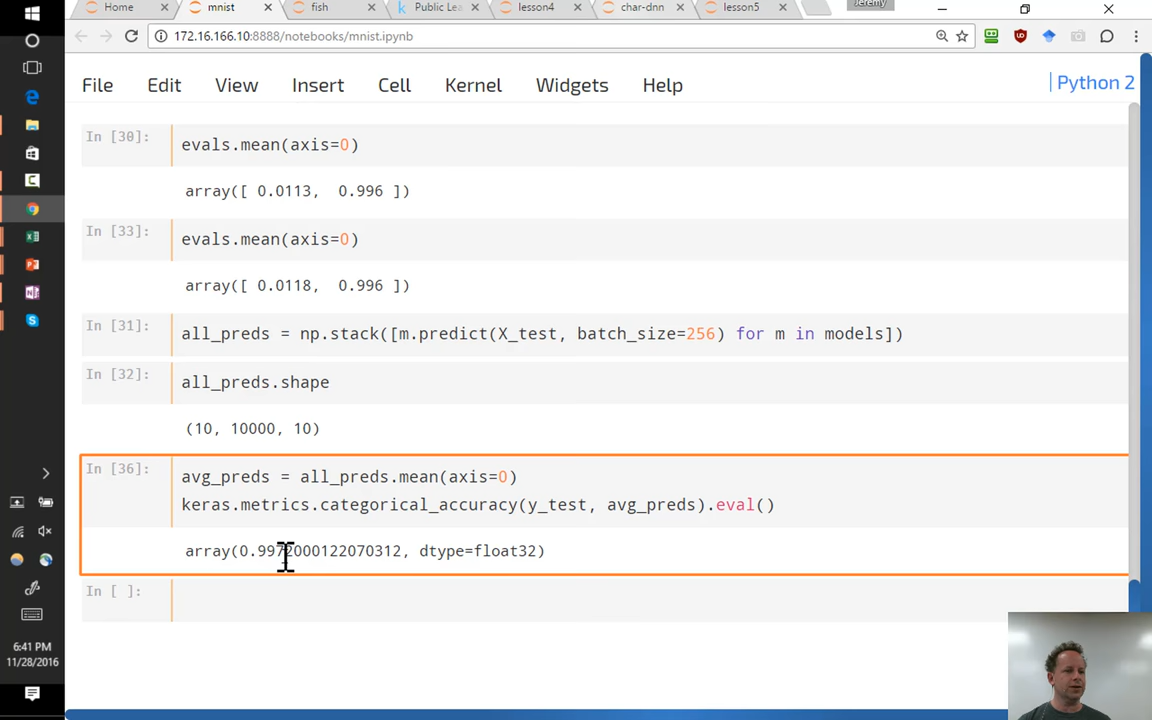 Home
mnist
fish
Public Lea
lesson4
char-dnn
lesson5
Jeremy
172.16.166.10:8888/notebooks/mnist.ipynb
File Edit View Insert Cell Kernel Widgets Help
Python 2
In [30]: evals.mean(axis=0)
array([ 0.0113, 0.996 ])
In [33]: evals.mean(axis=0)
array([ 0.0118, 0.996 ])
In [31]: all_preds = np.stack([m.predict(X_test, batch_size=256) for m in models])
In [32]: all_preds.shape
(10, 10000, 10)
In [36]: avg_preds = all_preds.mean(axis=0)
keras.metrics.categorical_accuracy(y_test, avg_preds).eval()
array(0.9972000122070312, dtype=float32)
In [ ]:
6:41 PM
11/28/2016